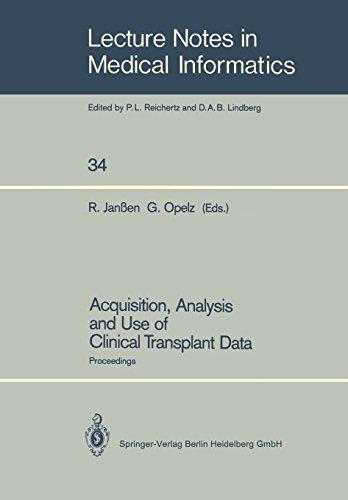 Lecture Notes in
Medical Informatics
Edited by P.L. Reichertz and D.A.B. Lindberg
34
R. Janßen G. Opelz (Eds.)
Acquisition, Analysis
and Use of
Clinical Transplant Data
Proceedings
Springer-Verlag Berlin Heidelberg GmbH